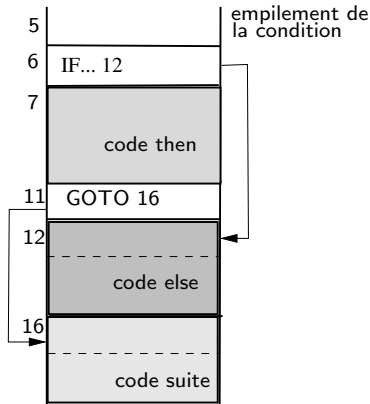 empilement de
la condition
5
6 IF... 12
7
code then
11 GOTO 16
12
code else
16
code suite